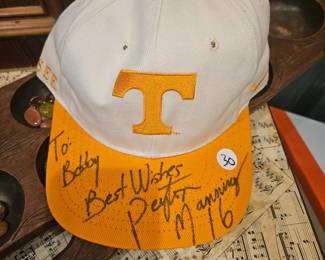 T
To:
Bobby
Best Wishes
Peyton
Manning
16
30